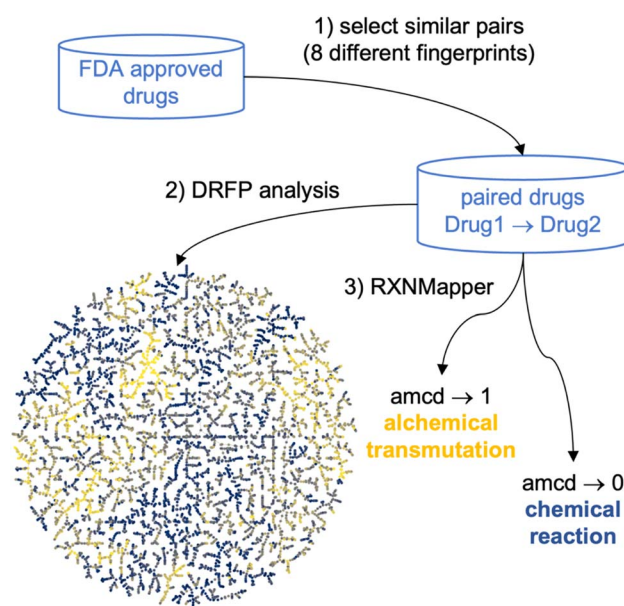 1) select similar pairs
(8 different fingerprints)
FDA approved
drugs
2) DRFP analysis
paired drugs
Drug1 → Drug2
3) RXNMapper
amcd → 1
alchemical
transmutation
amcd → 0
chemical
reaction